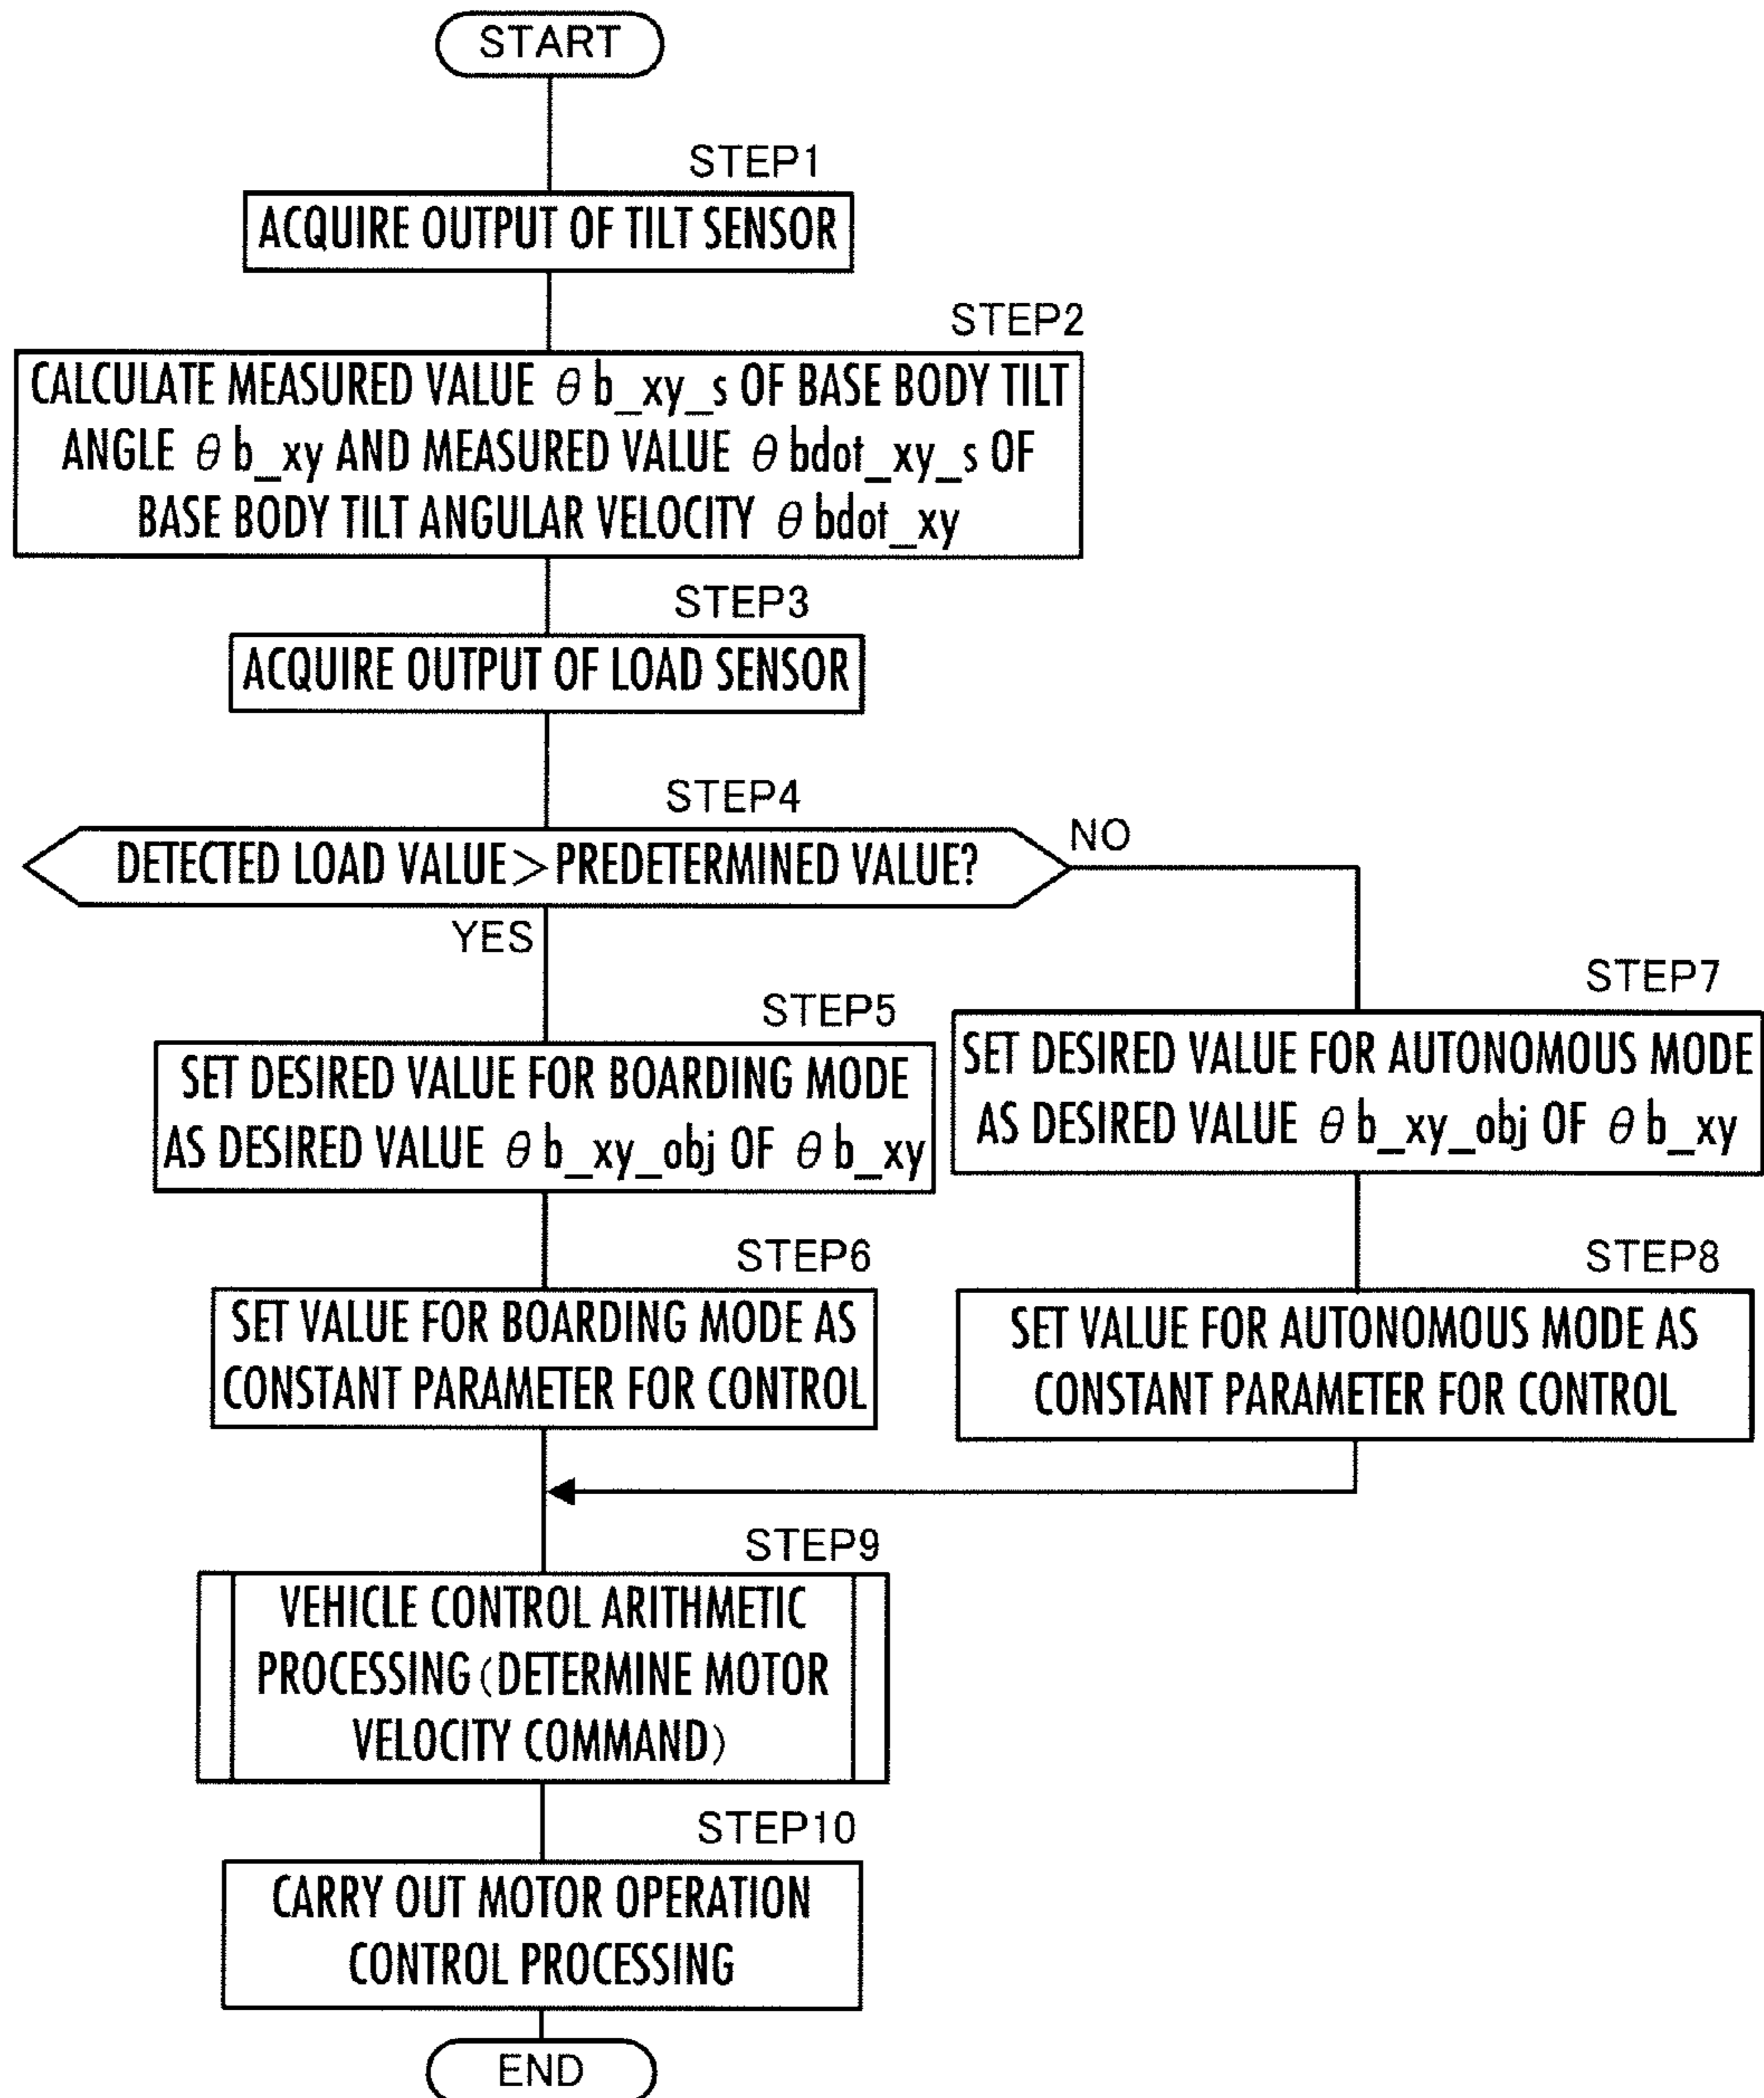 START
STEP1
ACQUIRE OUTPUT OF TILT SENSOR
STEP2
CALCULATE MEASURED VALUE θ b_xy_s OF BASE BODY TILT
ANGLE θ b_xy AND MEASURED VALUE θ bdot_xy_s OF
BASE BODY TILT ANGULAR VELOCITY θ bdot_xy
STEP3
ACQUIRE OUTPUT OF LOAD SENSOR
STEP4
DETECTED LOAD VALUE>PREDETERMINED VALUE?
NO
YES
STEP5
SET DESIRED VALUE FOR BOARDING MODE
AS DESIRED VALUE θ b_xy_obj OF θ b_xy
STEP7
SET DESIRED VALUE FOR AUTONOMOUS MODE
AS DESIRED VALUE θ b_xy_obj OF θ b_xy
STEP6
SET VALUE FOR BOARDING MODE AS
CONSTANT PARAMETER FOR CONTROL
STEP8
SET VALUE FOR AUTONOMOUS MODE AS
CONSTANT PARAMETER FOR CONTROL
STEP9
VEHICLE CONTROL ARITHMETIC
PROCESSING (DETERMINE MOTOR
VELOCITY COMMAND)
STEP10
CARRY OUT MOTOR OPERATION
CONTROL PROCESSING
END